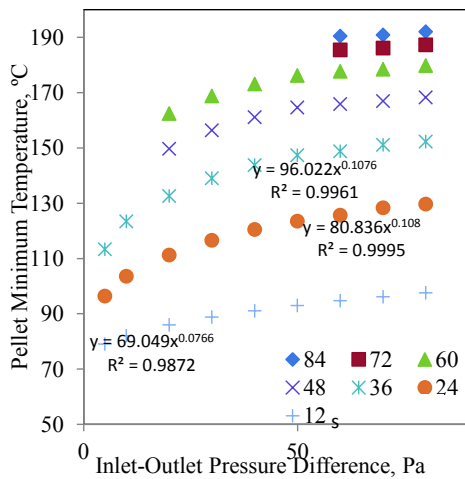 Pellet Minimum Temperature, ºC
190
170
150
130
110
90
70
50
y = 96.022x^0.1076
R² = 0.9961
y = 80.836x^0.108
R² = 0.9995
y = 69.049x^0.0766
R² = 0.9872
84 72 60
48 36 24
12 s
0 50
Inlet-Outlet Pressure Difference, Pa